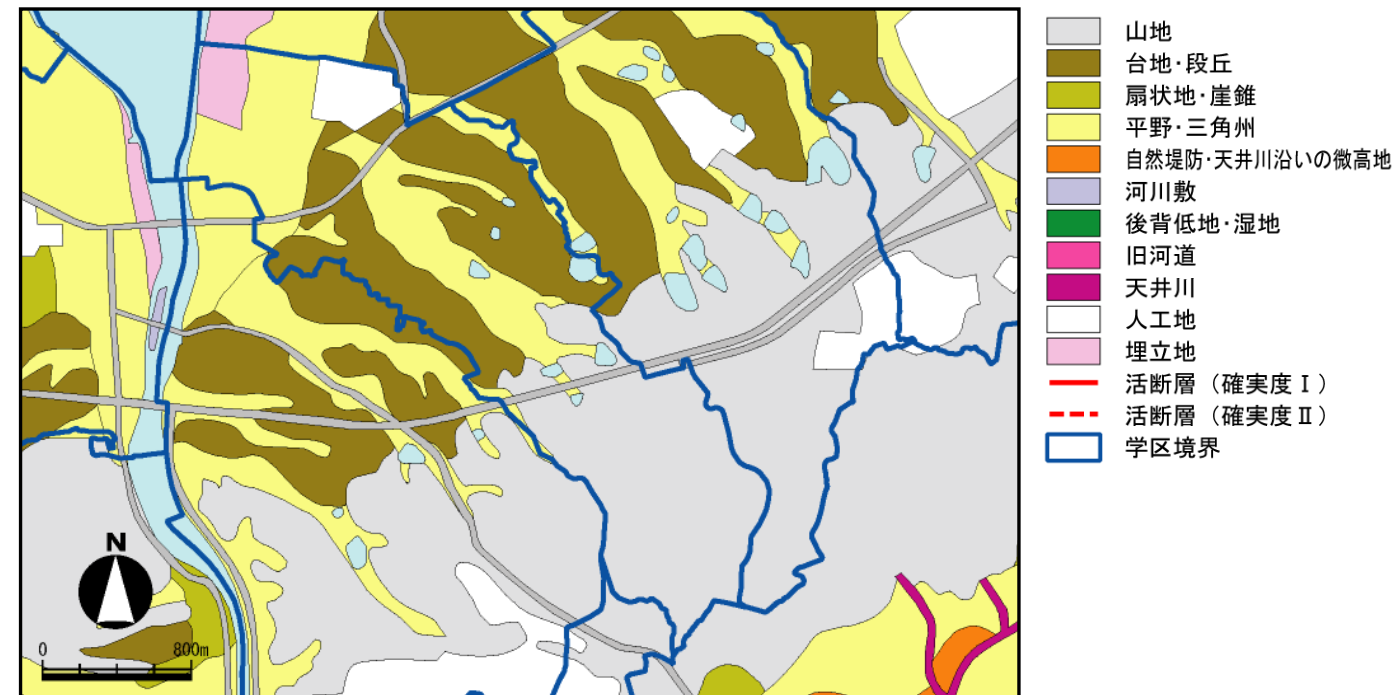 山地
台地・段丘
扇状地・崖錐
平野・三角州
自然堤防・天井川沿いの微高地
河川敷
後背低地・湿地
旧河道
天井川
人工地
埋立地
活断層（確実度Ⅰ）
活断層（確実度Ⅱ）
学区境界
N
0 800m